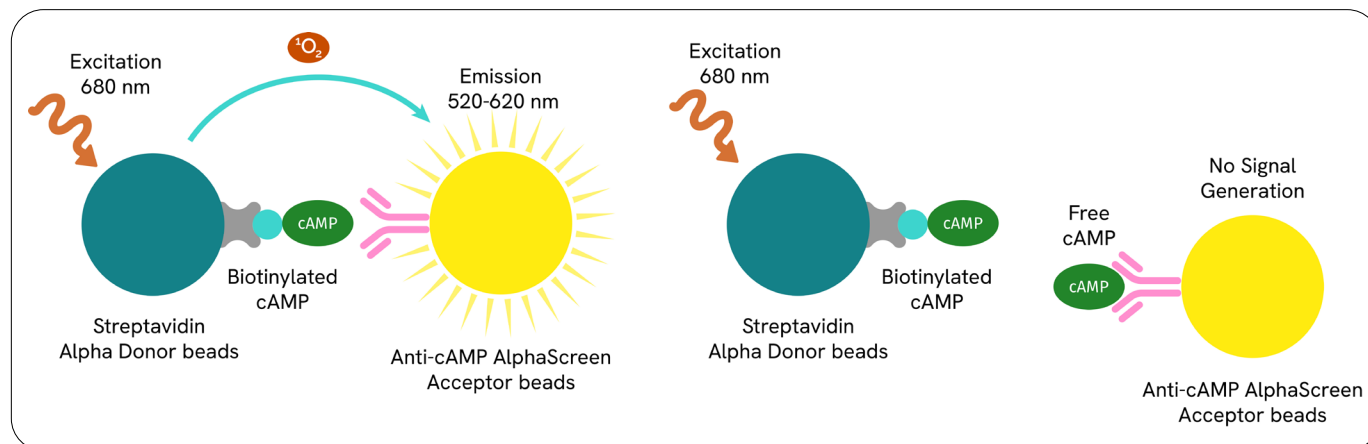 Excitation
680 nm
¹O₂
Emission
520-620 nm
cAMP
Biotinylated
cAMP
Streptavidin
Alpha Donor beads
Anti-cAMP AlphaScreen
Acceptor beads
Excitation
680 nm
cAMP
Biotinylated
cAMP
Streptavidin
Alpha Donor beads
No Signal
Generation
Free
cAMP
cAMP
Anti-cAMP AlphaScreen
Acceptor beads